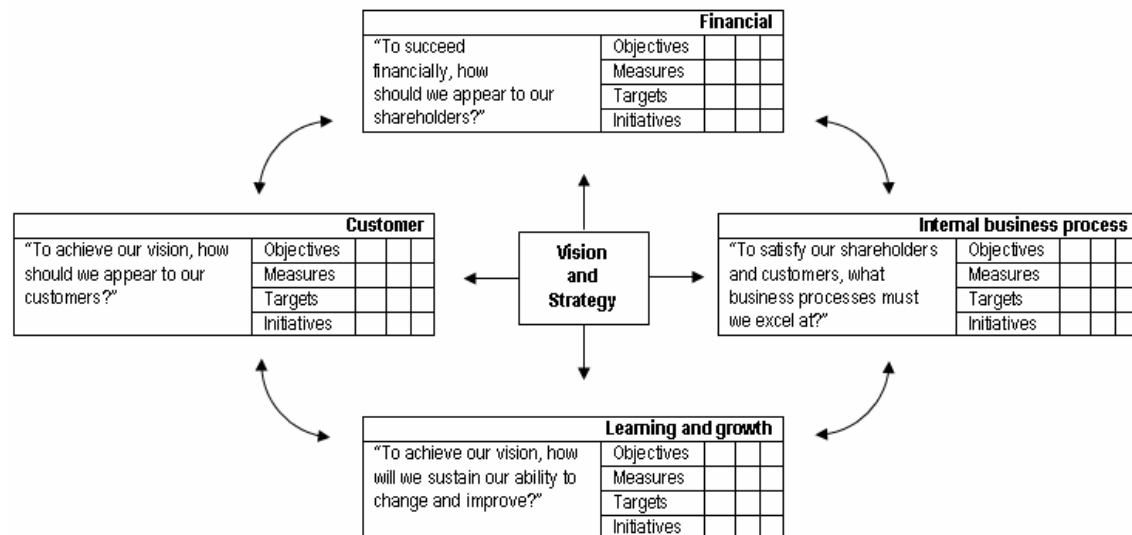 Financial
“To succeed
financially, how
should we appear to our
shareholders?”
Objectives
Measures
Targets
Initiatives
Customer
“To achieve our vision, how
should we appear to our
customers?”
Objectives
Measures
Targets
Initiatives
Vision
and
Strategy
Internal business process
“To satisfy our shareholders
and customers, what
business processes must
we excel at?”
Objectives
Measures
Targets
Initiatives
Learning and growth
“To achieve our vision, how
will we sustain our ability to
change and improve?”
Objectives
Measures
Targets
Initiatives